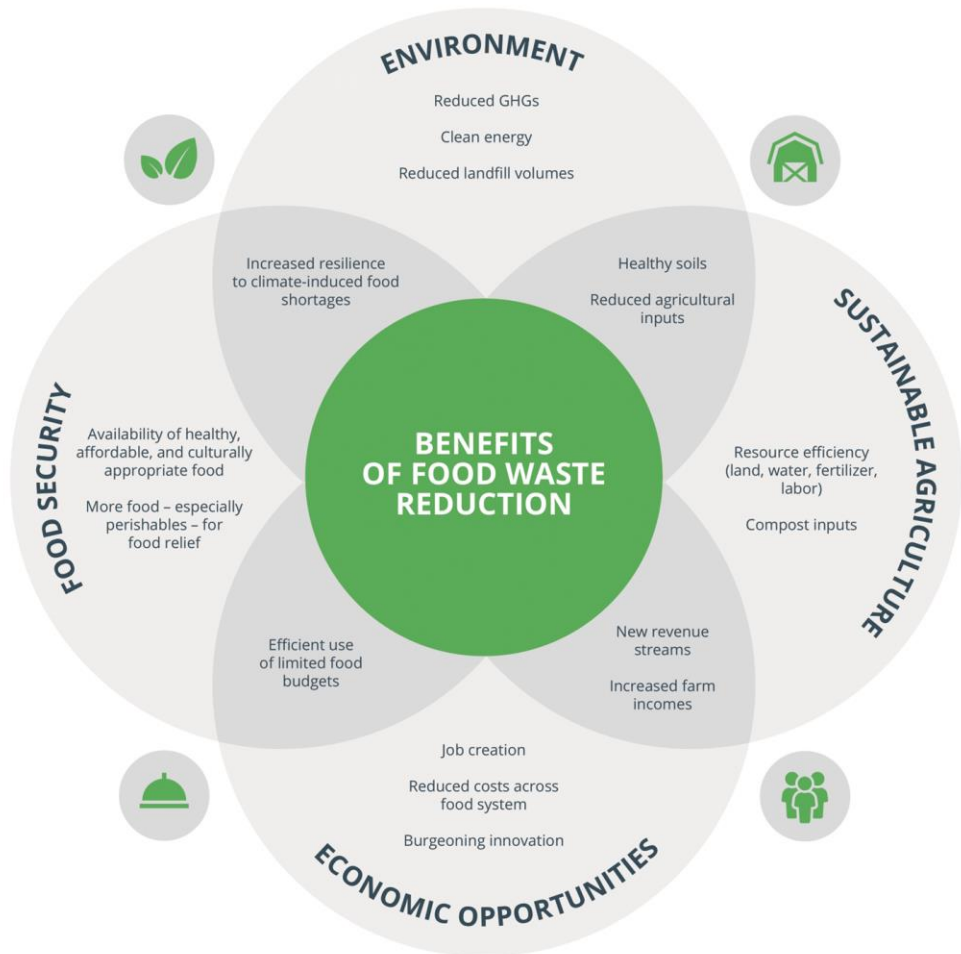 ENVIRONMENT
Reduced GHGs
Clean energy
Reduced landfill volumes
Increased resilience
to climate-induced food
shortages
Healthy soils
Reduced agricultural
inputs
FOOD SECURITY
Availability of healthy,
affordable, and culturally
appropriate food
More food – especially
perishables – for
food relief
BENEFITS
OF FOOD WASTE
REDUCTION
SUSTAINABLE AGRICULTURE
Resource efficiency
(land, water, fertilizer,
labor)
Compost inputs
Efficient use
of limited food
budgets
New revenue
streams
Increased farm
incomes
Job creation
Reduced costs across
food system
Burgeoning innovation
ECONOMIC OPPORTUNITIES